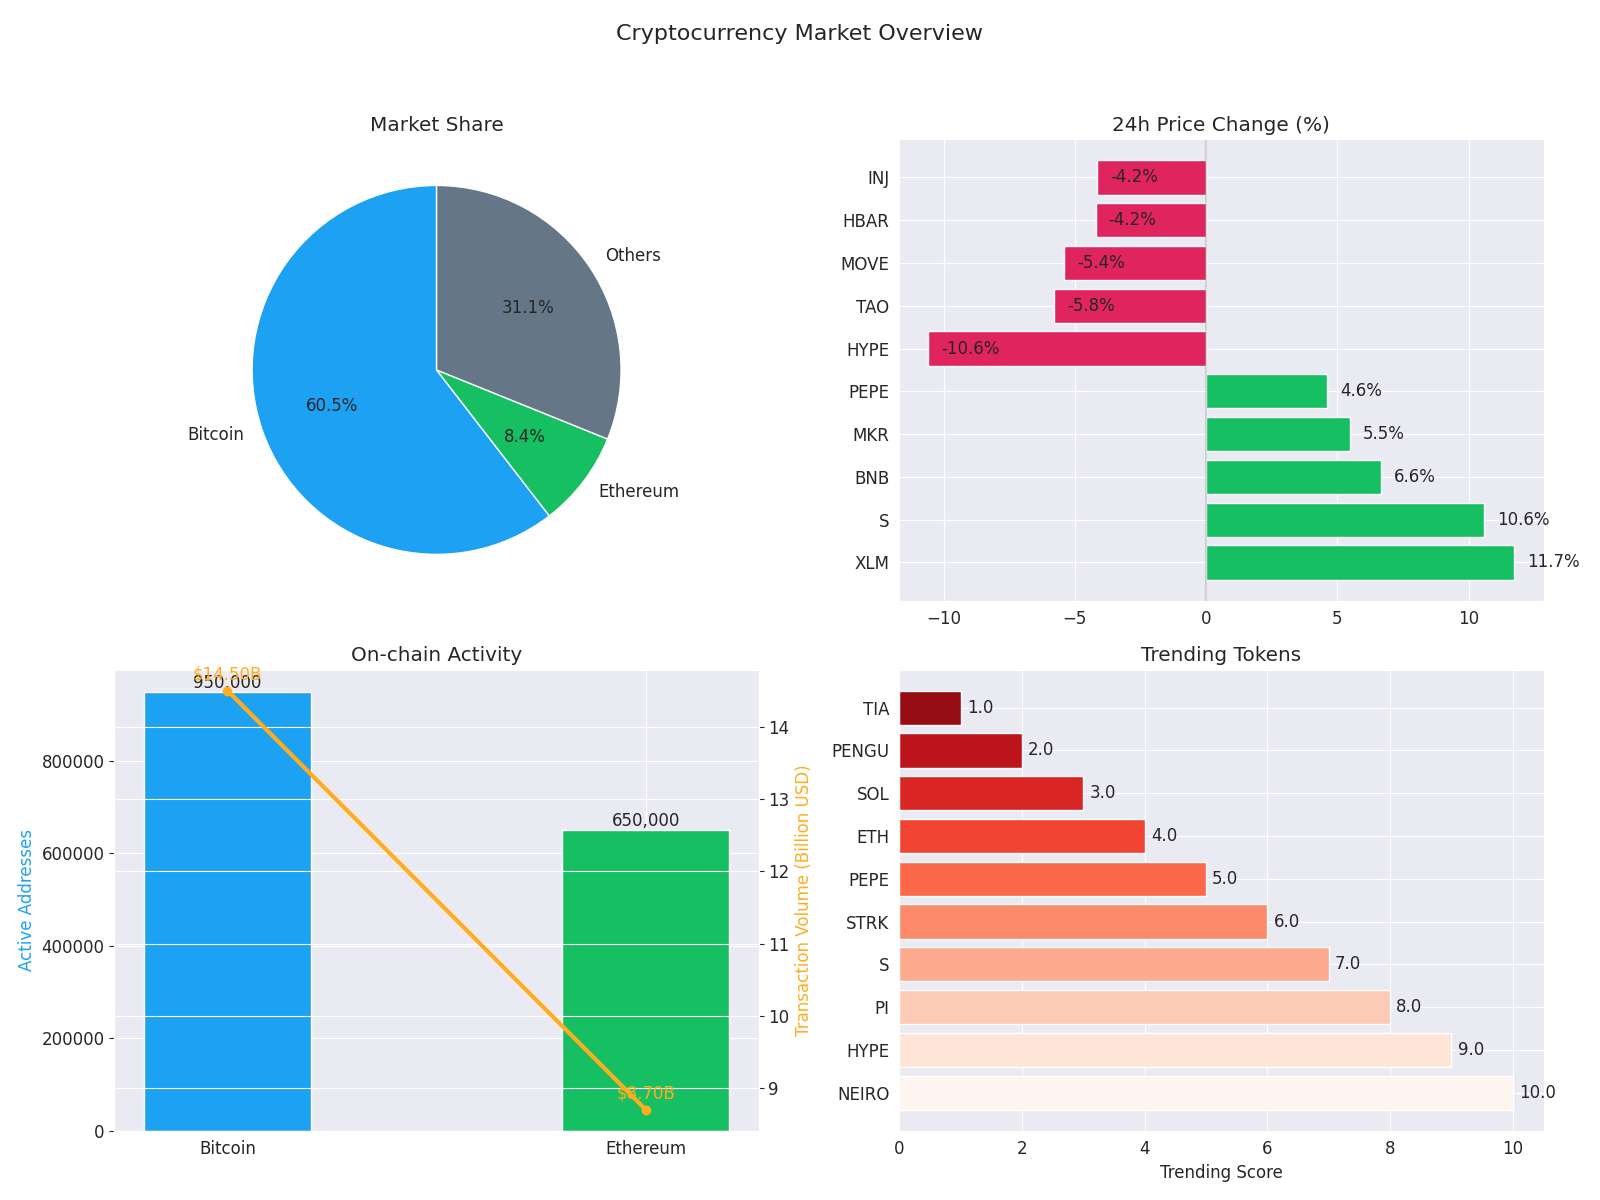 Cryptocurrency Market Overview
Market Share
Others
31.1%
60.5%
Bitcoin
8.4%
Ethereum
24h Price Change (%)
INJ
-4.2%
HBAR
-4.2%
MOVE
-5.4%
TAO
-5.8%
HYPE
-10.6%
PEPE
4.6%
MKR
5.5%
BNB
6.6%
S
10.6%
XLM
11.7%
−10
−5
0
5
10
On-chain Activity
$14.50B
950,000
650,000
$8.70B
800000
600000
400000
200000
0
Active Addresses
14
13
12
11
10
9
Transaction Volume (Billion USD)
Bitcoin
Ethereum
Trending Tokens
TIA
1.0
PENGU
2.0
SOL
3.0
ETH
4.0
PEPE
5.0
STRK
6.0
S
7.0
PI
8.0
HYPE
9.0
NEIRO
10.0
0
2
4
6
8
10
Trending Score